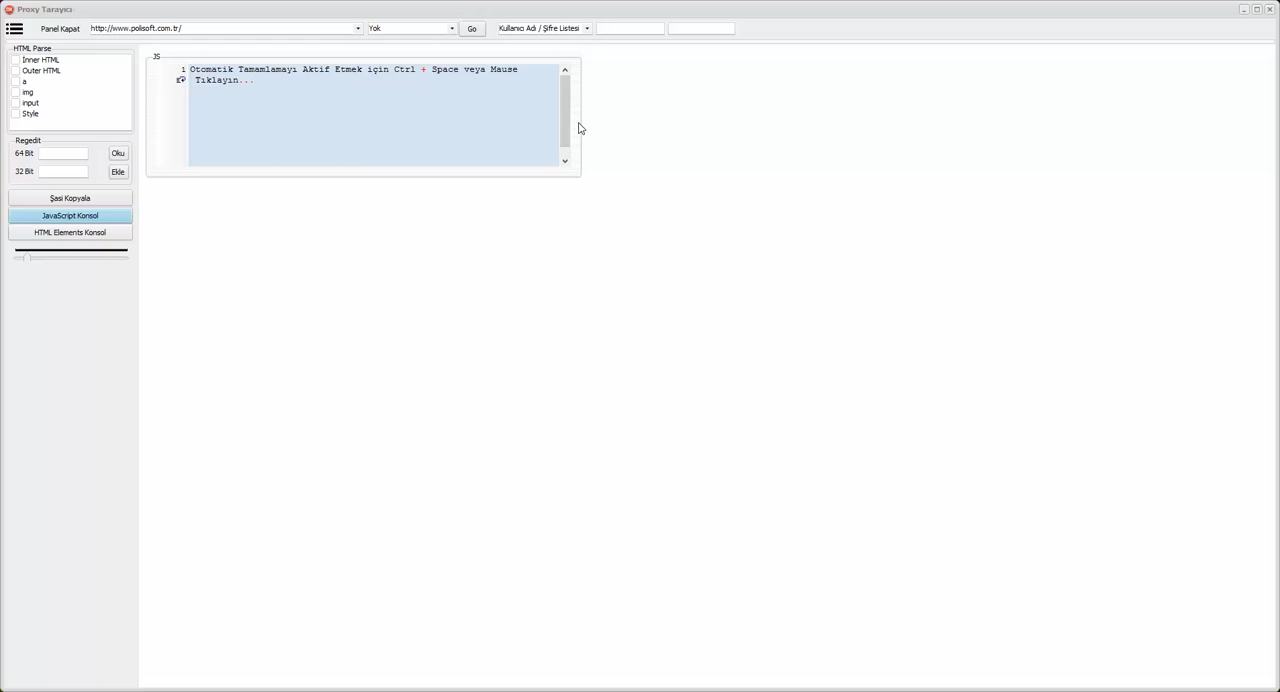 Proxy Tarayıcı
Panel Kapat http://www.polisoft.com.tr/ Yok Go Kullanıcı Adı / Şifre Listesi
HTML Parse
Inner HTML
Outer HTML
a
img
input
Style
Regedit
64 Bit Oku
32 Bit Ekle
Şasi Kopyala
JavaScript Konsol
HTML Elements Konsol
JS
1 Otomatik Tamamlamayı Aktif Etmek için Ctrl + Space veya Mause
Tıklayın...